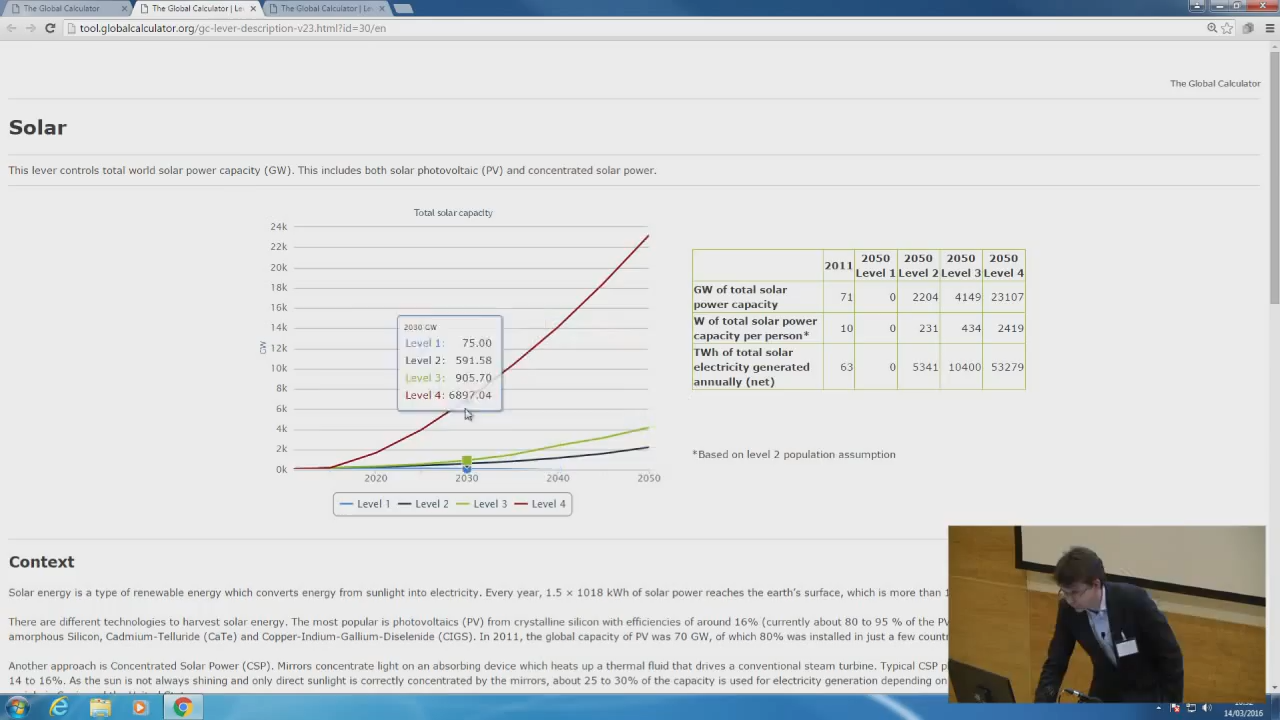 The Global Calculator
The Global Calculator | Le
The Global Calculator | Le
tool.globalcalculator.org/gc-lever-description-v23.html?id=30/en
The Global Calculator
Solar
This lever controls total world solar power capacity (GW). This includes both solar photovoltaic (PV) and concentrated solar power.
Total solar capacity
24k
22k
20k
18k
16k
14k
12k
10k
8k
6k
4k
2k
0k
GW
2020
2030
2040
2050
2030 GW
Level 1: 75.00
Level 2: 591.58
Level 3: 905.70
Level 4: 6897.04
Level 1 Level 2 Level 3 Level 4
2011 2050 Level 1 2050 Level 2 2050 Level 3 2050 Level 4
GW of total solar power capacity 71 0 2204 4149 23107
W of total solar power capacity per person* 10 0 231 434 2419
TWh of total solar electricity generated annually (net) 63 0 5341 10400 53279
*Based on level 2 population assumption
Context
Solar energy is a type of renewable energy which converts energy from sunlight into electricity. Every year, 1.5 × 1018 kWh of solar power reaches the earth's surface, which is more than 1
There are different technologies to harvest solar energy. The most popular is photovoltaics (PV) from crystalline silicon with efficiencies of around 16% (currently about 80 to 95 % of the PV
amorphous Silicon, Cadmium-Telluride (CaTe) and Copper-Indium-Gallium-Diselenide (CIGS). In 2011, the global capacity of PV was 70 GW, of which 80% was installed in just a few count
Another approach is Concentrated Solar Power (CSP). Mirrors concentrate light on an absorbing device which heats up a thermal fluid that drives a conventional steam turbine. Typical CSP p
14 to 16%. As the sun is not always shining and only direct sunlight is correctly concentrated by the mirrors, about 25 to 30% of the capacity is used for electricity generation depending on
14/03/2016